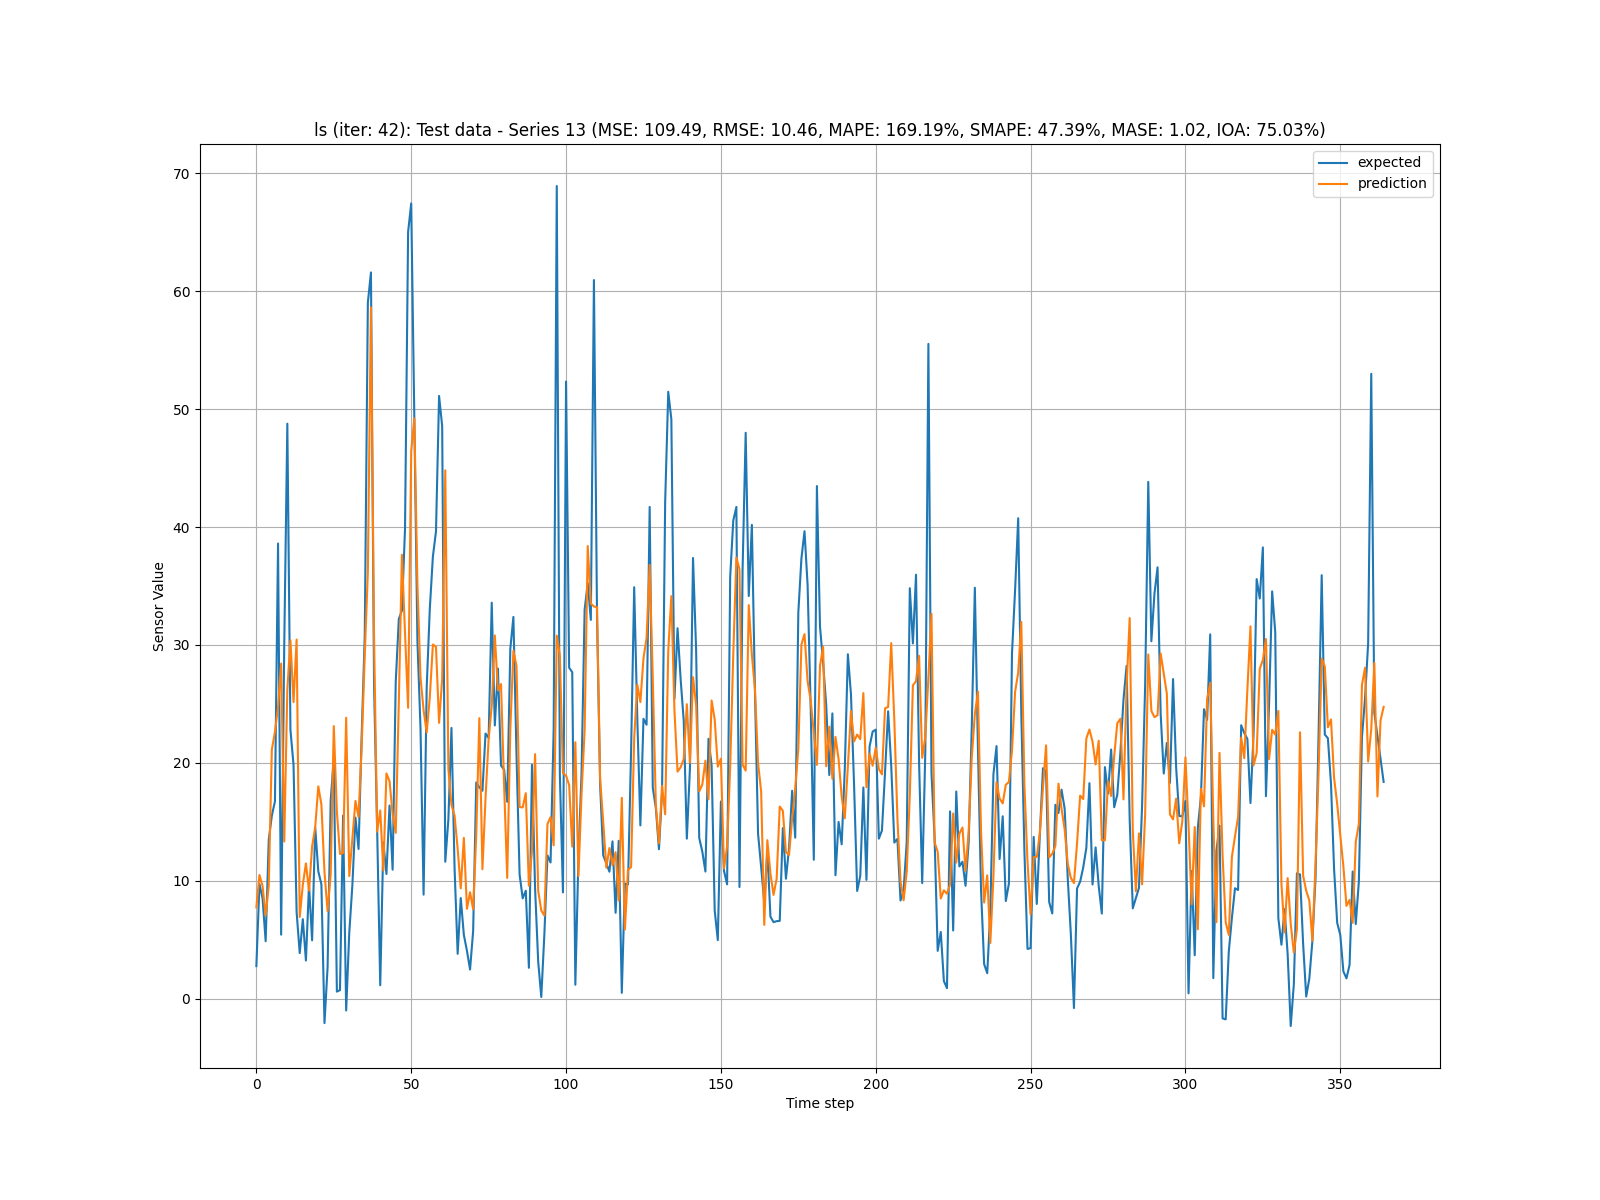 ls (iter: 42): Test data - Series 13 (MSE: 109.49, RMSE: 10.46, MAPE: 169.19%, SMAPE: 47.39%, MASE: 1.02, IOA: 75.03%)
expected
prediction
70
60
50
40
30
20
10
0
Sensor Value
0 50 100 150 200 250 300 350
Time step